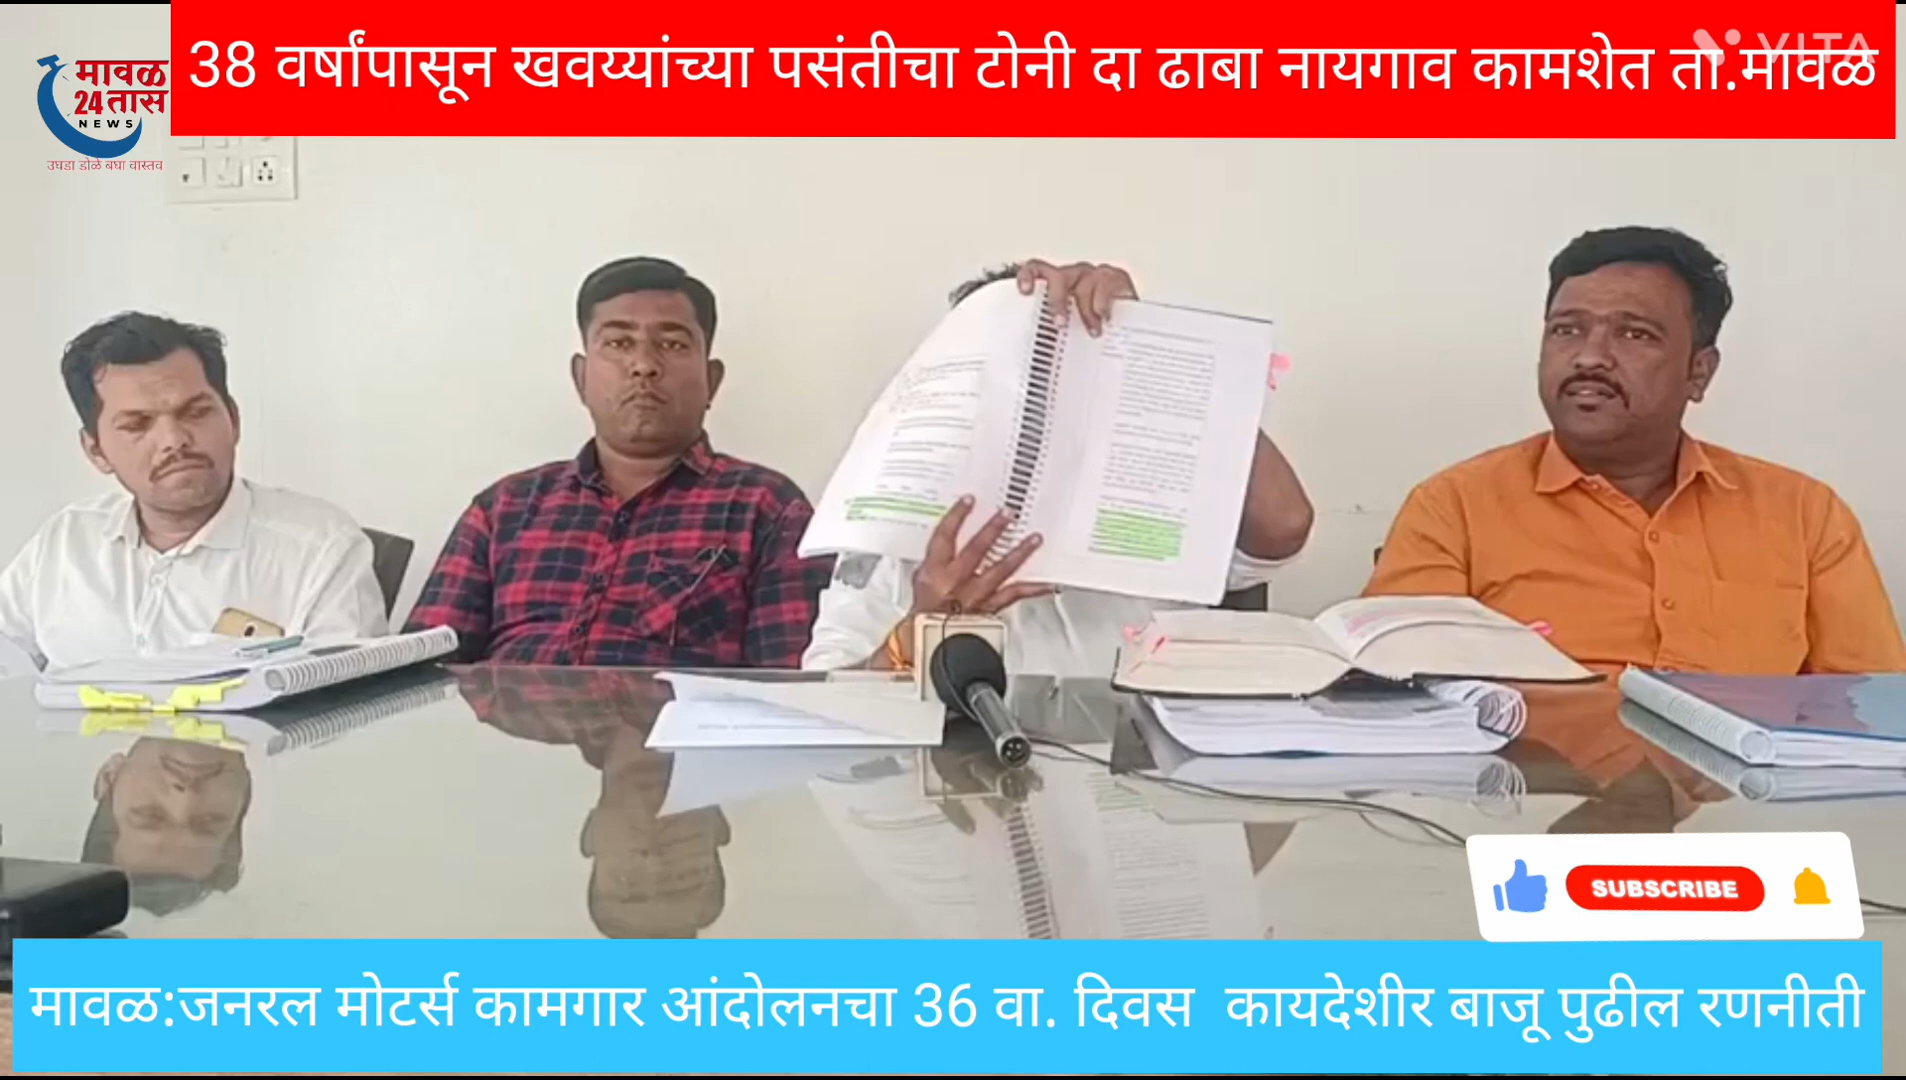 38 वर्षांपासून खवय्यांच्या पसंतीचा टोनी दा ढाबा नायगाव कामशेत ता.मावळ
VITA
मावळ
24 तास
NEWS
उघडा डोळे बघा वास्तव
SUBSCRIBE
मावळ:जनरल मोटर्स कामगार आंदोलनचा 36 वा. दिवस कायदेशीर बाजू पुढील रणनीती